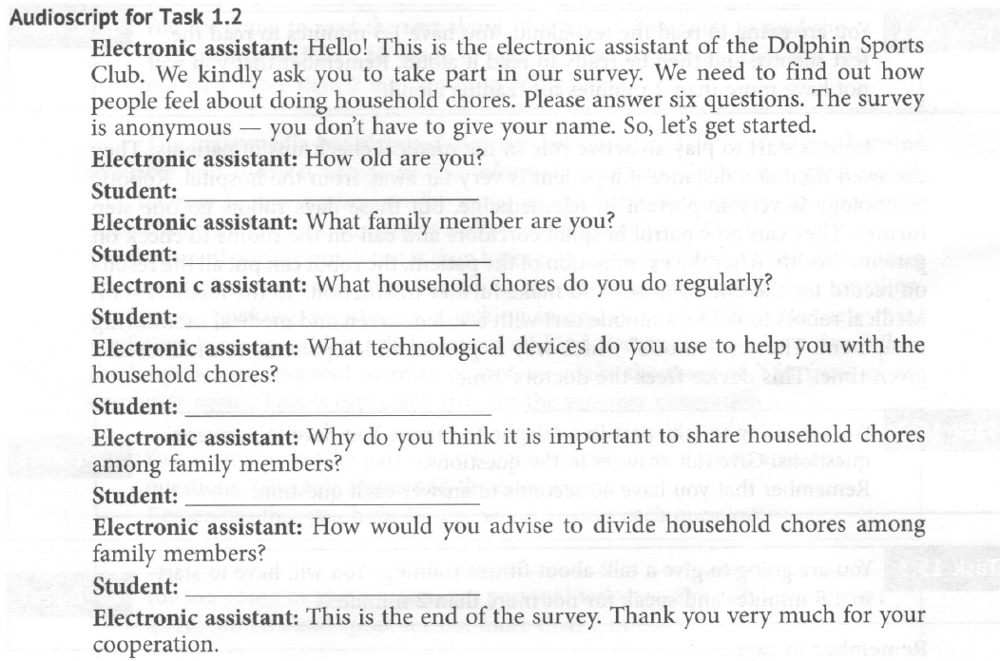 Audioscript for Task 1.2
Electronic assistant: Hello! This is the electronic assistant of the Dolphin Sports
Club. We kindly ask you to take part in our survey. We need to find out how
people feel about doing household chores. Please answer six questions. The survey
is anonymous — you don't have to give your name. So, let's get started.
Electronic assistant: How old are you?
Student:
Electronic assistant: What family member are you?
Student:
Electroni c assistant: What household chores do you do regularly?
Student:
Electronic assistant: What technological devices do you use to help you with the
household chores?
Student:
Electronic assistant: Why do you think it is important to share household chores
among family members?
Student:
Electronic assistant: How would you advise to divide household chores among
family members?
Student:
Electronic assistant: This is the end of the survey. Thank you very much for your
cooperation.